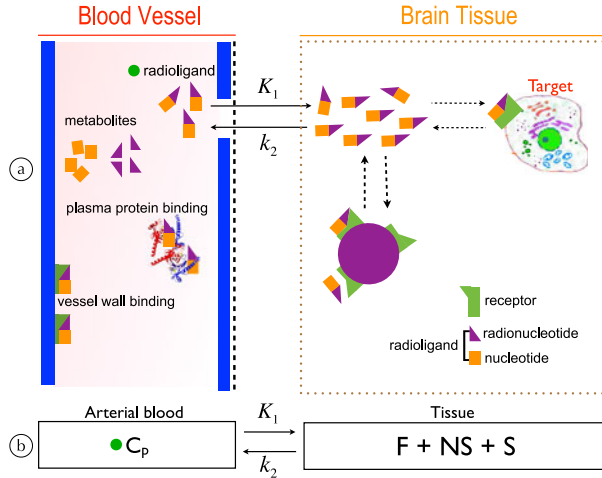 Blood Vessel
Brain Tissue
radioligand
K₁
k₂
Target
metabolites
a
plasma protein binding
vessel wall binding
receptor
radionucleotide
radioligand
nucleotide
Arterial blood
K₁
Tissue
b
C_P
k₂
F + NS + S